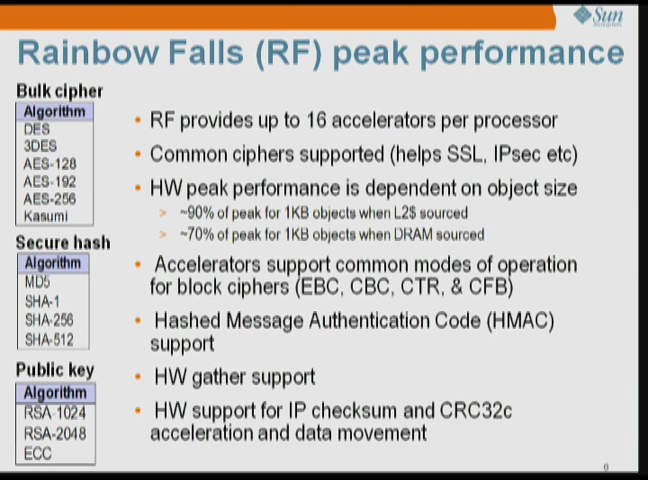 Sun
Rainbow Falls (RF) peak performance
Bulk cipher
Algorithm
DES
3DES
AES-128
AES-192
AES-256
Kasumi
Secure hash
Algorithm
MD5
SHA-1
SHA-256
SHA-512
Public key
Algorithm
RSA-1024
RSA-2048
ECC
• RF provides up to 16 accelerators per processor
• Common ciphers supported (helps SSL, IPsec etc)
• HW peak performance is dependent on object size
> ~90% of peak for 1KB objects when L2$ sourced
> ~70% of peak for 1KB objects when DRAM sourced
• Accelerators support common modes of operation
for block ciphers (EBC, CBC, CTR, & CFB)
• Hashed Message Authentication Code (HMAC)
support
• HW gather support
• HW support for IP checksum and CRC32c
acceleration and data movement